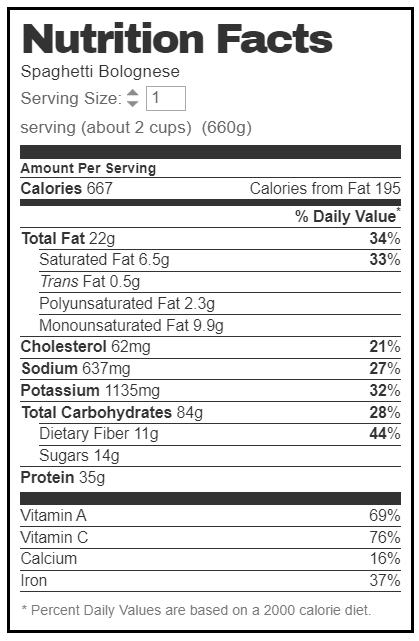 Nutrition Facts
Spaghetti Bolognese
Serving Size: 1
serving (about 2 cups) (660g)
Amount Per Serving
Calories 667 Calories from Fat 195
% Daily Value*
Total Fat 22g 34%
Saturated Fat 6.5g 33%
Trans Fat 0.5g
Polyunsaturated Fat 2.3g
Monounsaturated Fat 9.9g
Cholesterol 62mg 21%
Sodium 637mg 27%
Potassium 1135mg 32%
Total Carbohydrates 84g 28%
Dietary Fiber 11g 44%
Sugars 14g
Protein 35g
Vitamin A 69%
Vitamin C 76%
Calcium 16%
Iron 37%
* Percent Daily Values are based on a 2000 calorie diet.